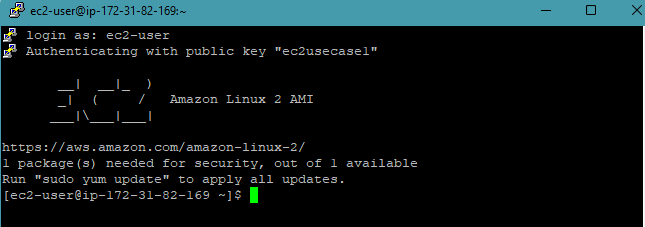 ec2-user@ip-172-31-82-169:~
login as: ec2-user
Authenticating with public key "ec2usecase1"
       __|  __|_  )
       _|  (     /   Amazon Linux 2 AMI
      ___|\___|___|
https://aws.amazon.com/amazon-linux-2/
1 package(s) needed for security, out of 1 available
Run "sudo yum update" to apply all updates.
[ec2-user@ip-172-31-82-169 ~]$